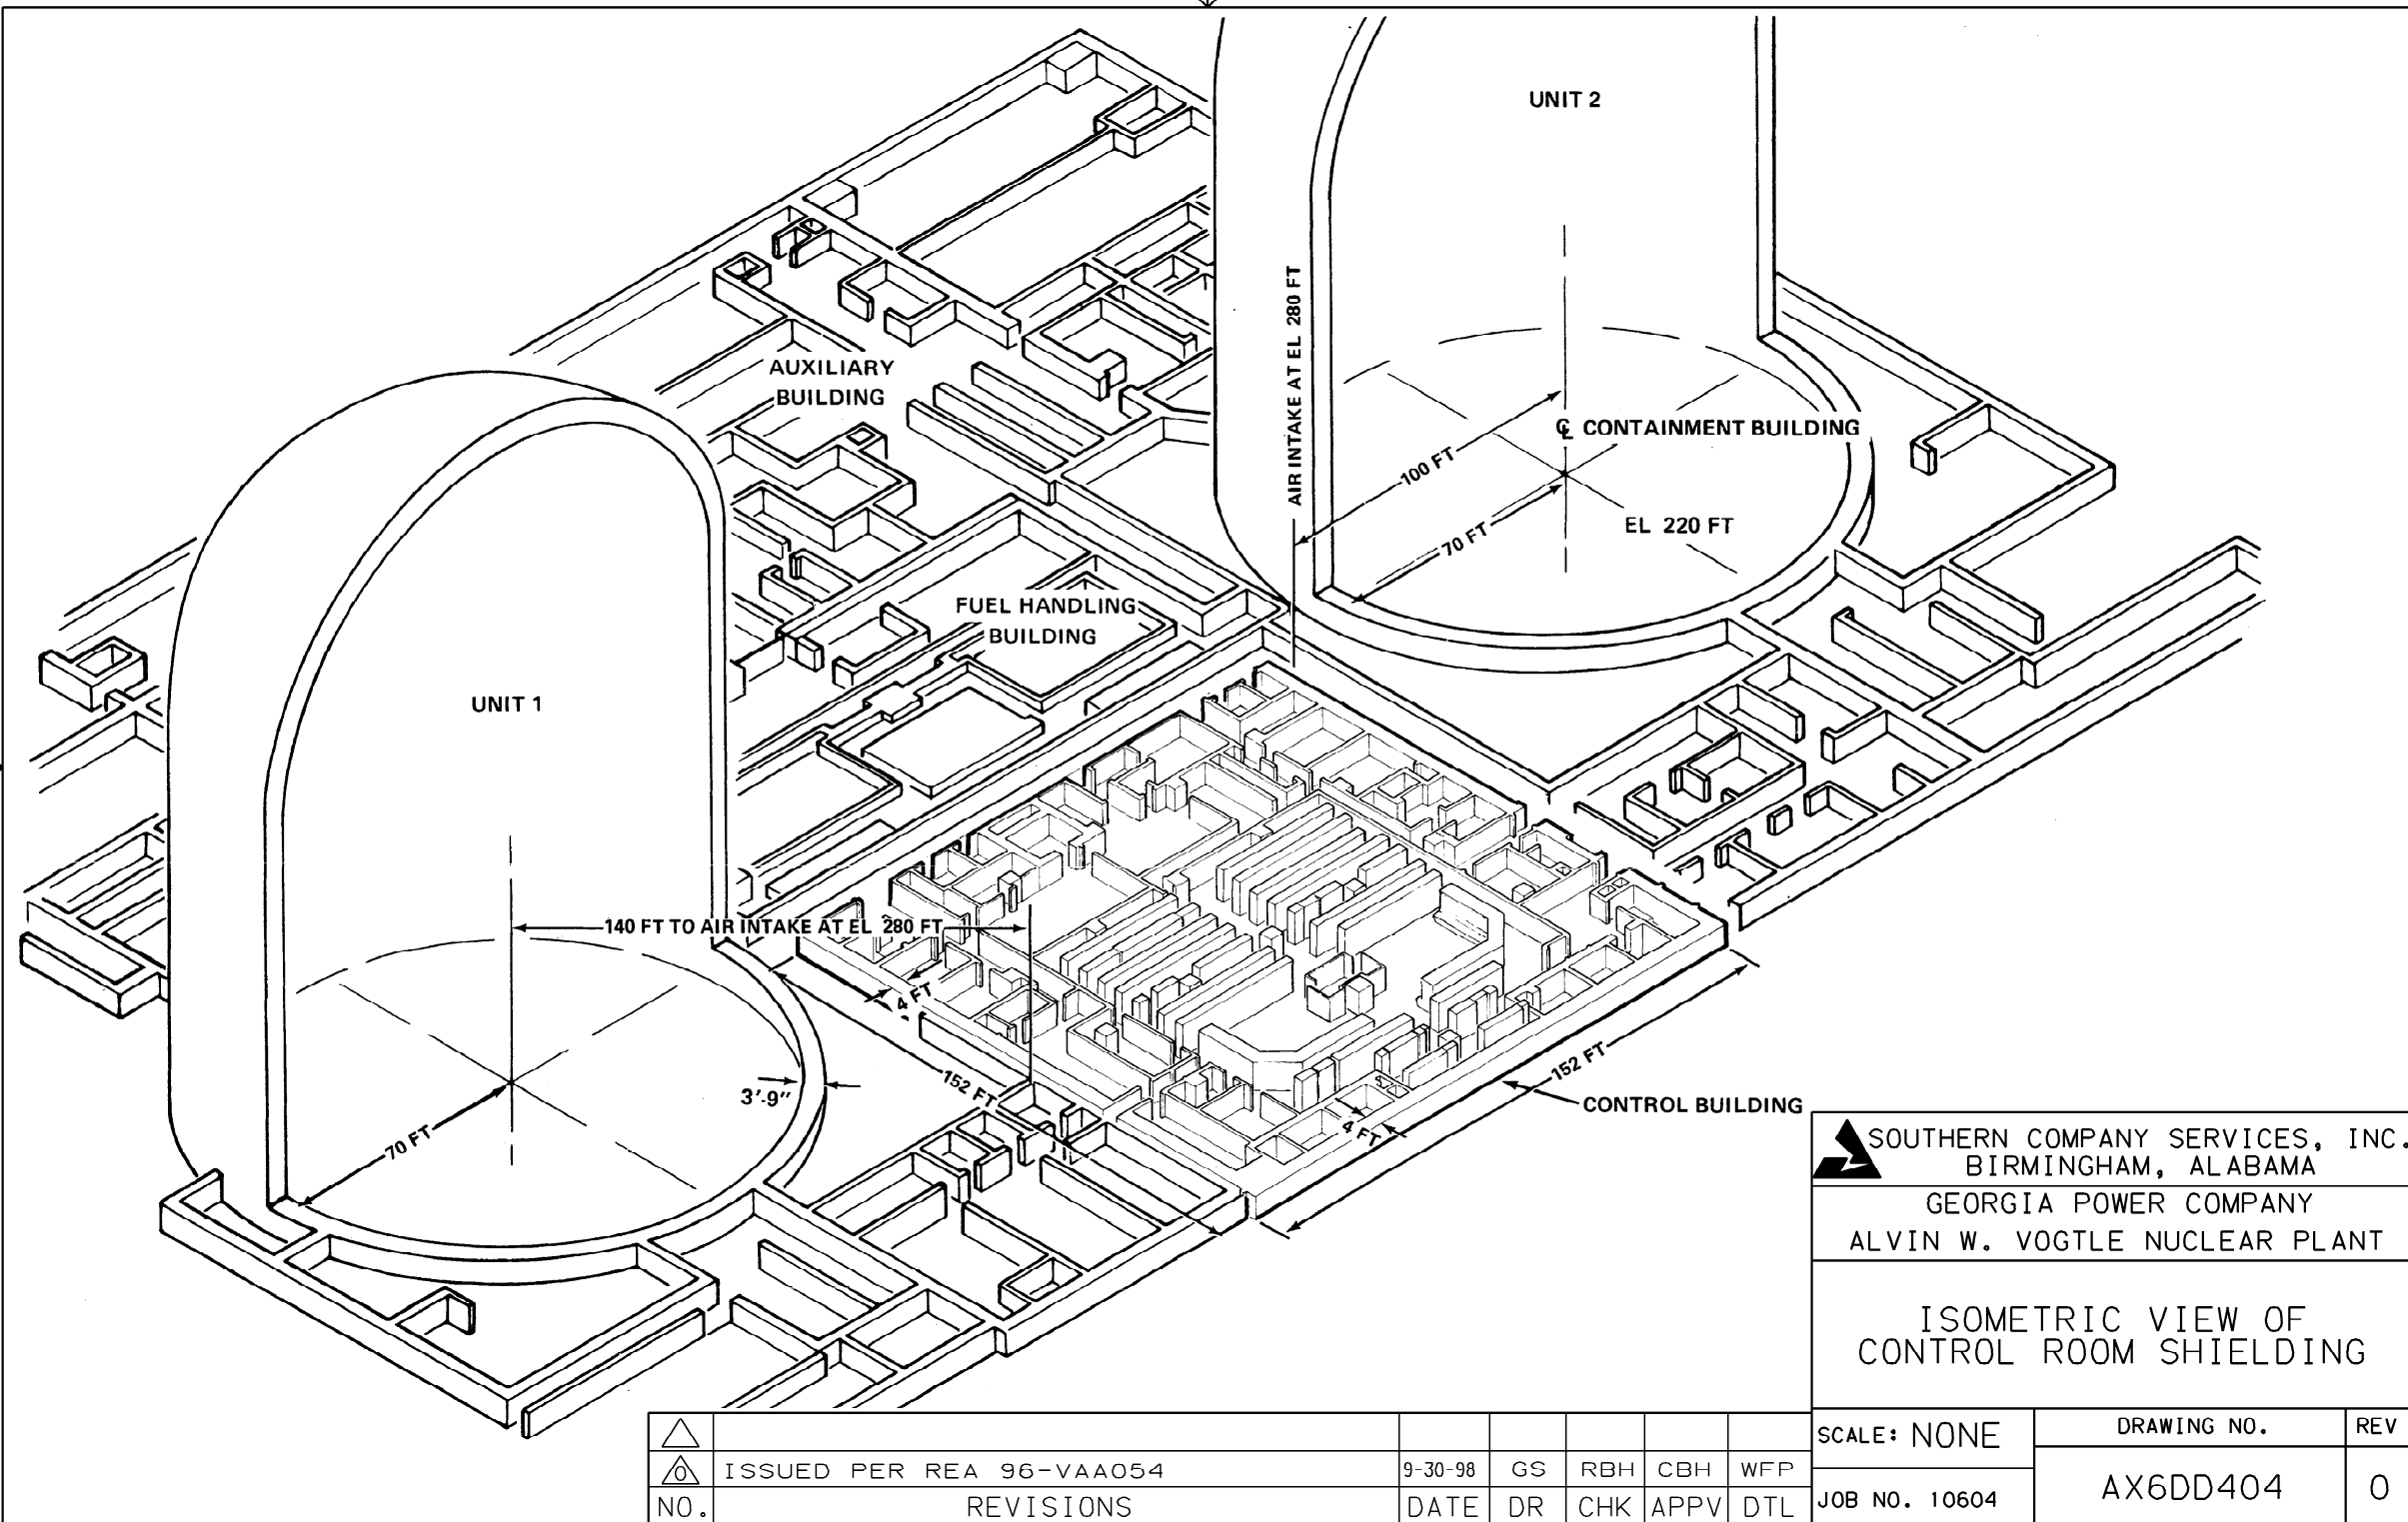 UNIT 2
AIR INTAKE AT EL 280 FT
AUXILIARY
BUILDING
℄ CONTAINMENT BUILDING
100 FT
70 FT
EL 220 FT
FUEL HANDLING
BUILDING
UNIT 1
140 FT TO AIR INTAKE AT EL 280 FT
4 FT
152 FT
3'-9"
70 FT
152 FT
CONTROL BUILDING
4 FT
SOUTHERN COMPANY SERVICES, INC.
BIRMINGHAM, ALABAMA
GEORGIA POWER COMPANY
ALVIN W. VOGTLE NUCLEAR PLANT
ISOMETRIC VIEW OF
CONTROL ROOM SHIELDING
SCALE: NONE
DRAWING NO.
REV
JOB NO. 10604
AX6DD404
0
0 ISSUED PER REA 96-VAA054 9-30-98 GS RBH CBH WFP
NO. REVISIONS DATE DR CHK APPV DTL